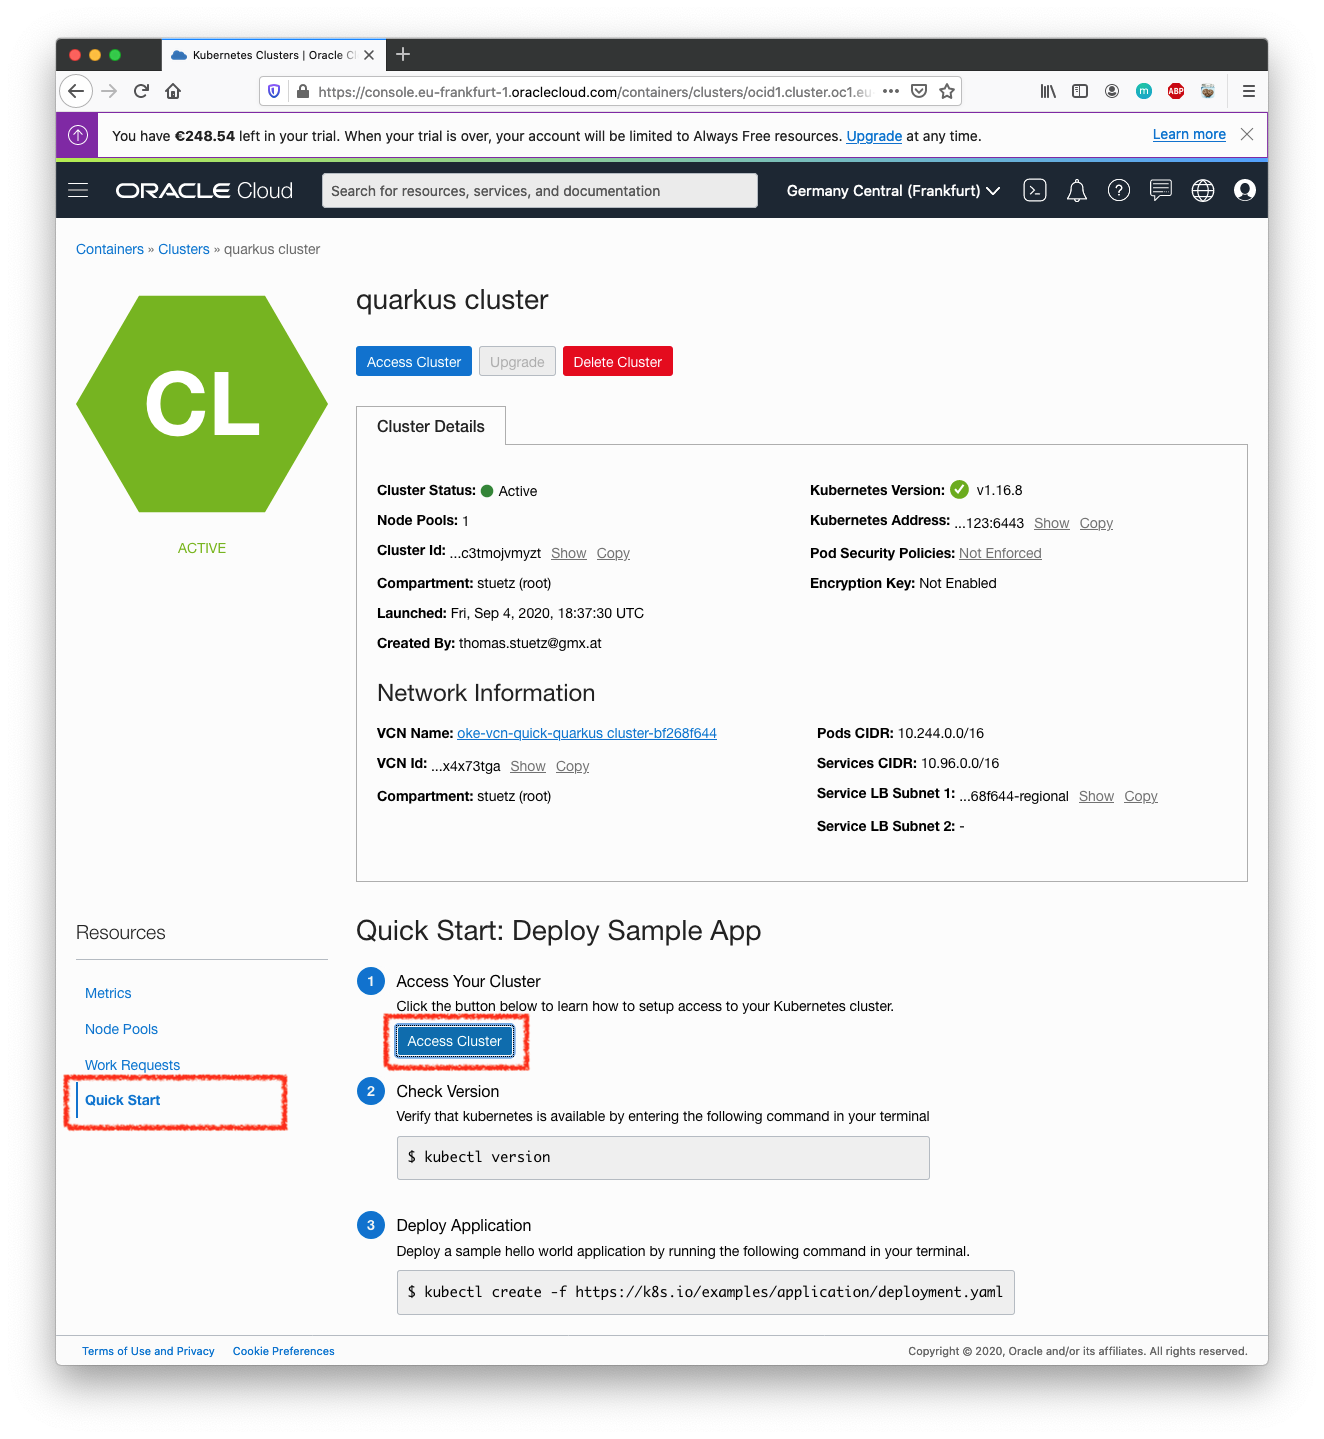 Kubernetes Clusters | Oracle Cl
https://console.eu-frankfurt-1.oraclecloud.com/containers/clusters/ocid1.cluster.oc1.eu-
m
ABP
You have €248.54 left in your trial. When your trial is over, your account will be limited to Always Free resources. Upgrade at any time.
Learn more
ORACLE Cloud
Search for resources, services, and documentation
Germany Central (Frankfurt)
Containers » Clusters » quarkus cluster
CL
ACTIVE
quarkus cluster
Access Cluster
Upgrade
Delete Cluster
Cluster Details
Cluster Status: Active
Node Pools: 1
Cluster Id: ...c3tmojvmyzt Show Copy
Compartment: stuetz (root)
Launched: Fri, Sep 4, 2020, 18:37:30 UTC
Created By: thomas.stuetz@gmx.at
Kubernetes Version: v1.16.8
Kubernetes Address: ...123:6443 Show Copy
Pod Security Policies: Not Enforced
Encryption Key: Not Enabled
Network Information
VCN Name: oke-vcn-quick-quarkus cluster-bf268f644
VCN Id: ...x4x73tga Show Copy
Compartment: stuetz (root)
Pods CIDR: 10.244.0.0/16
Services CIDR: 10.96.0.0/16
Service LB Subnet 1: ...68f644-regional Show Copy
Service LB Subnet 2: -
Resources
Metrics
Node Pools
Work Requests
Quick Start
Quick Start: Deploy Sample App
1 Access Your Cluster
Click the button below to learn how to setup access to your Kubernetes cluster.
Access Cluster
2 Check Version
Verify that kubernetes is available by entering the following command in your terminal
$ kubectl version
3 Deploy Application
Deploy a sample hello world application by running the following command in your terminal.
$ kubectl create -f https://k8s.io/examples/application/deployment.yaml
Terms of Use and Privacy
Cookie Preferences
Copyright © 2020, Oracle and/or its affiliates. All rights reserved.